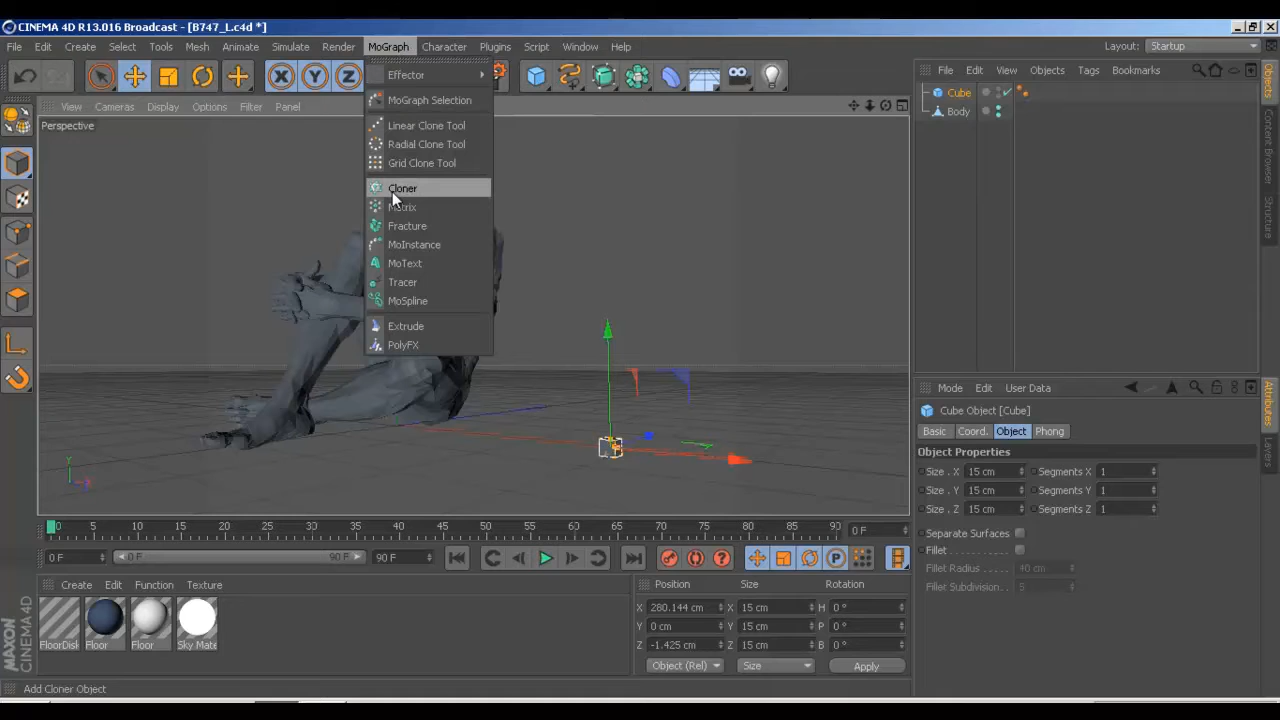 CINEMA 4D R13.016 Broadcast - [B747_L.c4d *]
File Edit Create Select Tools Mesh Animate Simulate Render MoGraph Character Plugins Script Window Help Layout: Startup
X Y Z
File Edit View Objects Tags Bookmarks
View Cameras Display Options Filter Panel
Perspective
Effector
MoGraph Selection
Linear Clone Tool
Radial Clone Tool
Grid Clone Tool
Cloner
Matrix
Fracture
MoInstance
MoText
Tracer
MoSpline
Extrude
PolyFX
Cube
Body
Objects
Content Browser
Structure
Mode Edit User Data
Cube Object [Cube]
Basic Coord. Object Phong
Object Properties
Size . X 15 cm Segments X 1
Size . Y 15 cm Segments Y 1
Size . Z 15 cm Segments Z 1
Separate Surfaces
Fillet
Fillet Radius 40 cm
Fillet Subdivision 5
Attributes
Layers
Y
0 5 10 15 20 25 30 35 40 45 50 55 60 65 70 75 80 85 90 0 F
0 F 0 F 90 F 90 F
P
Create Edit Function Texture
FloorDisk Floor Floor Sky Mate
Position Size Rotation
X 280.144 cm X 15 cm H 0 °
Y 0 cm Y 15 cm P 0 °
Z -1.425 cm Z 15 cm B 0 °
Object (Rel) Size Apply
MAXON CINEMA 4D
Add Cloner Object